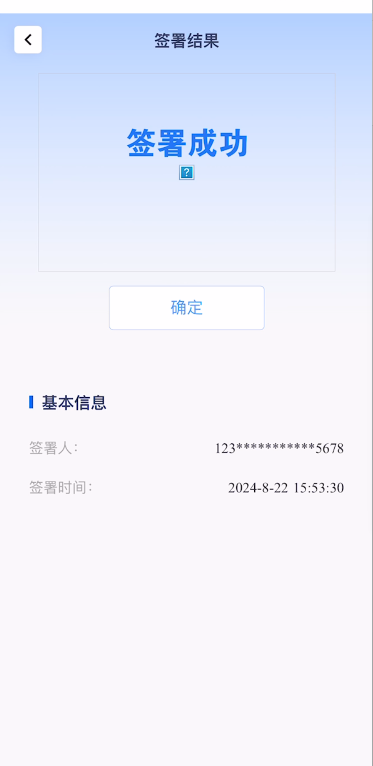 签署结果
签署成功
?
确定
基本信息
签署人:
123***********5678
签署时间:
2024-8-22 15:53:30